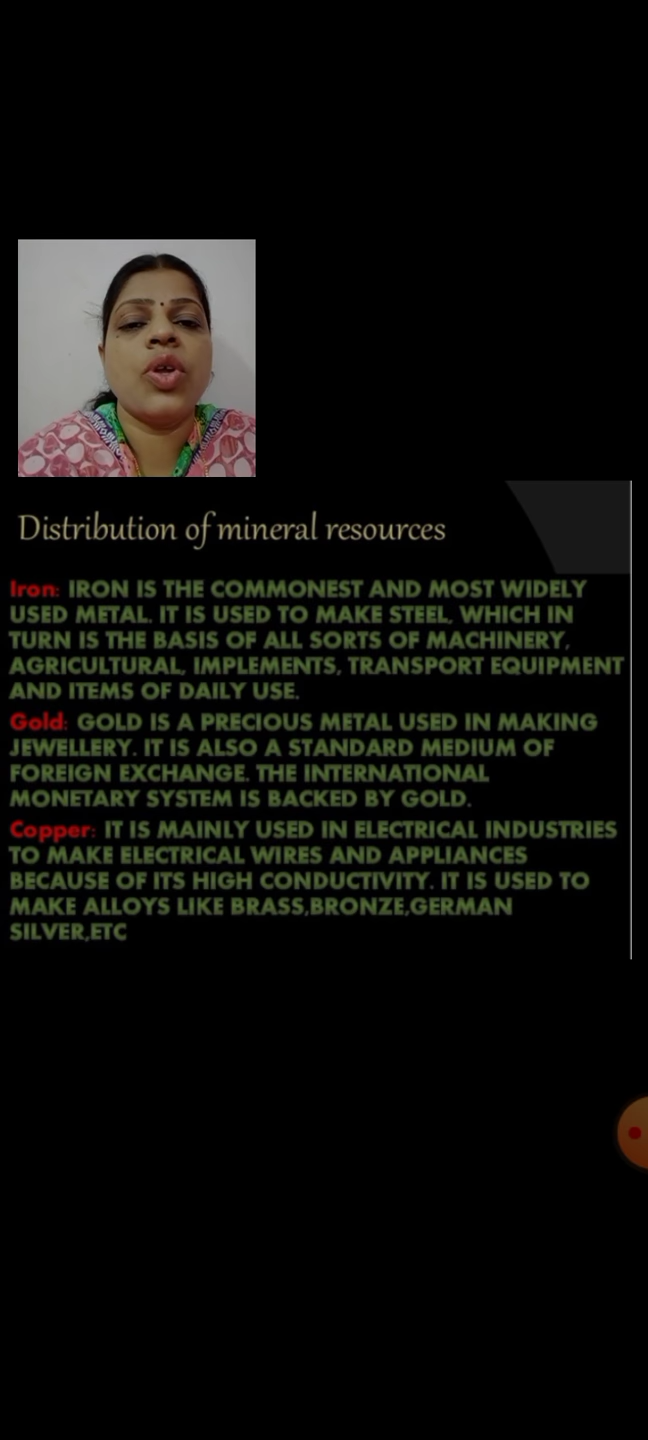 Distribution of mineral resources
Iron: IRON IS THE COMMONEST AND MOST WIDELY
USED METAL. IT IS USED TO MAKE STEEL, WHICH IN
TURN IS THE BASIS OF ALL SORTS OF MACHINERY,
AGRICULTURAL, IMPLEMENTS, TRANSPORT EQUIPMENT
AND ITEMS OF DAILY USE.
Gold: GOLD IS A PRECIOUS METAL USED IN MAKING
JEWELLERY. IT IS ALSO A STANDARD MEDIUM OF
FOREIGN EXCHANGE. THE INTERNATIONAL
MONETARY SYSTEM IS BACKED BY GOLD.
Copper: IT IS MAINLY USED IN ELECTRICAL INDUSTRIES
TO MAKE ELECTRICAL WIRES AND APPLIANCES
BECAUSE OF ITS HIGH CONDUCTIVITY. IT IS USED TO
MAKE ALLOYS LIKE BRASS,BRONZE,GERMAN
SILVER,ETC